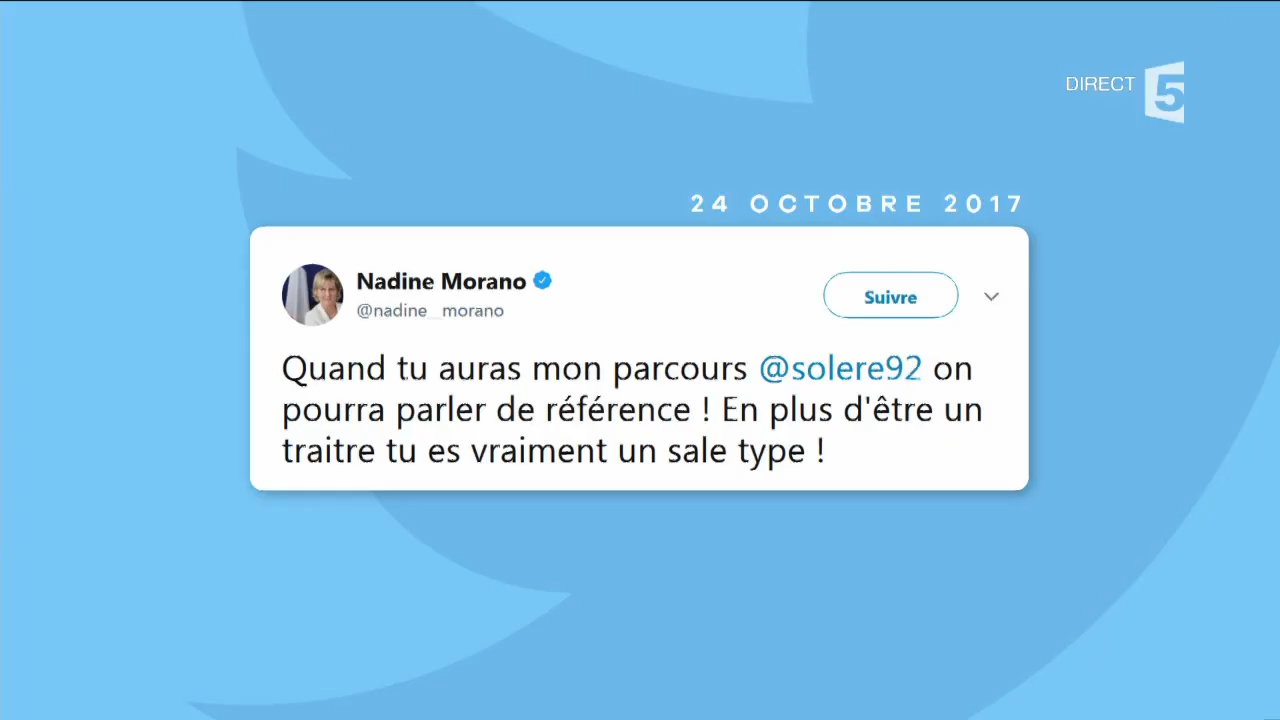 DIRECT 5
24 OCTOBRE 2017
Nadine Morano
@nadine__morano
Suivre
Quand tu auras mon parcours @solere92 on
pourra parler de référence ! En plus d'être un
traitre tu es vraiment un sale type !